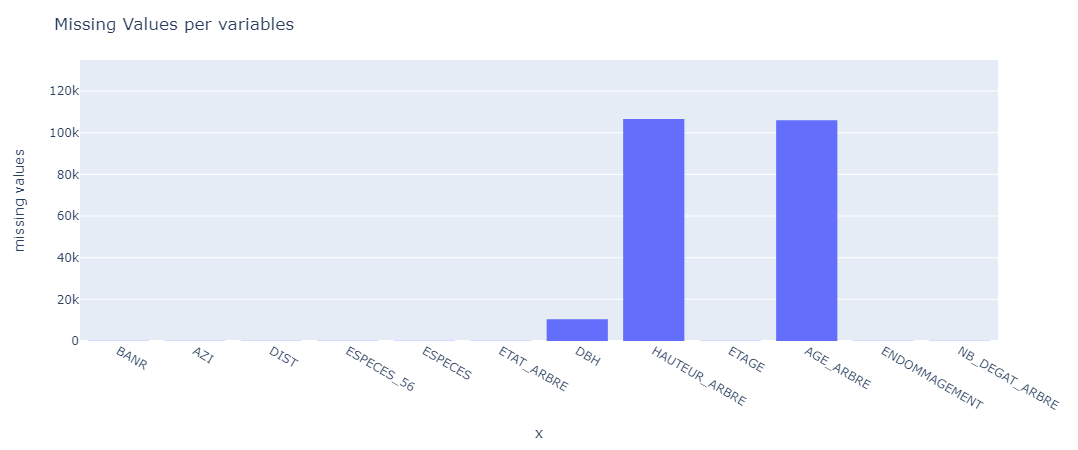 Missing Values per variables
missing values
120k
100k
80k
60k
40k
20k
0
BANR
AZI
DIST
ESPECES_56
ESPECES
ETAT_ARBRE
DBH
HAUTEUR_ARBRE
ETAGE
AGE_ARBRE
ENDOMMAGEMENT
NB_DEGAT_ARBRE
x